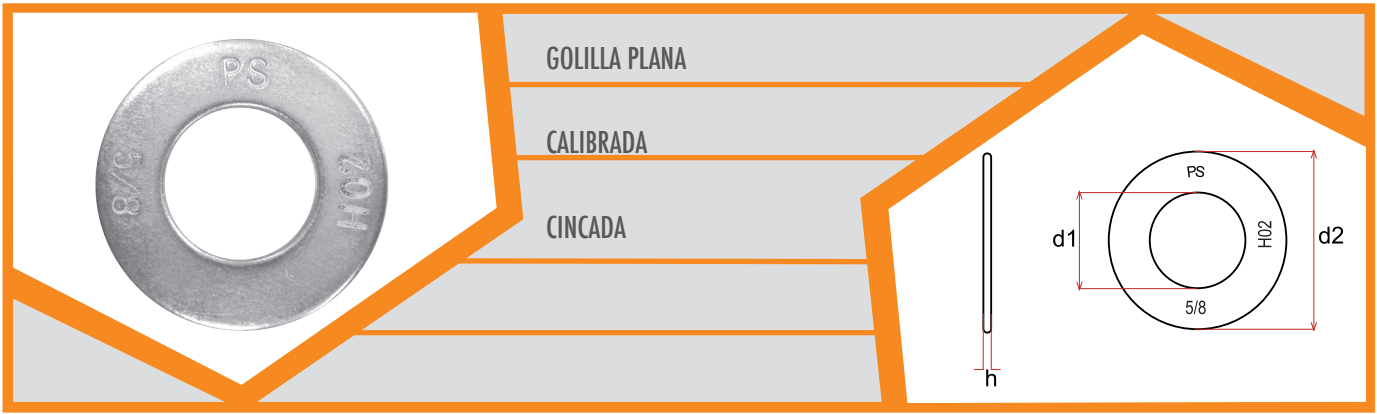 PS
5/8
H02
GOLILLA PLANA
CALIBRADA
CINCADA
PS
H02
5/8
d1
d2
h